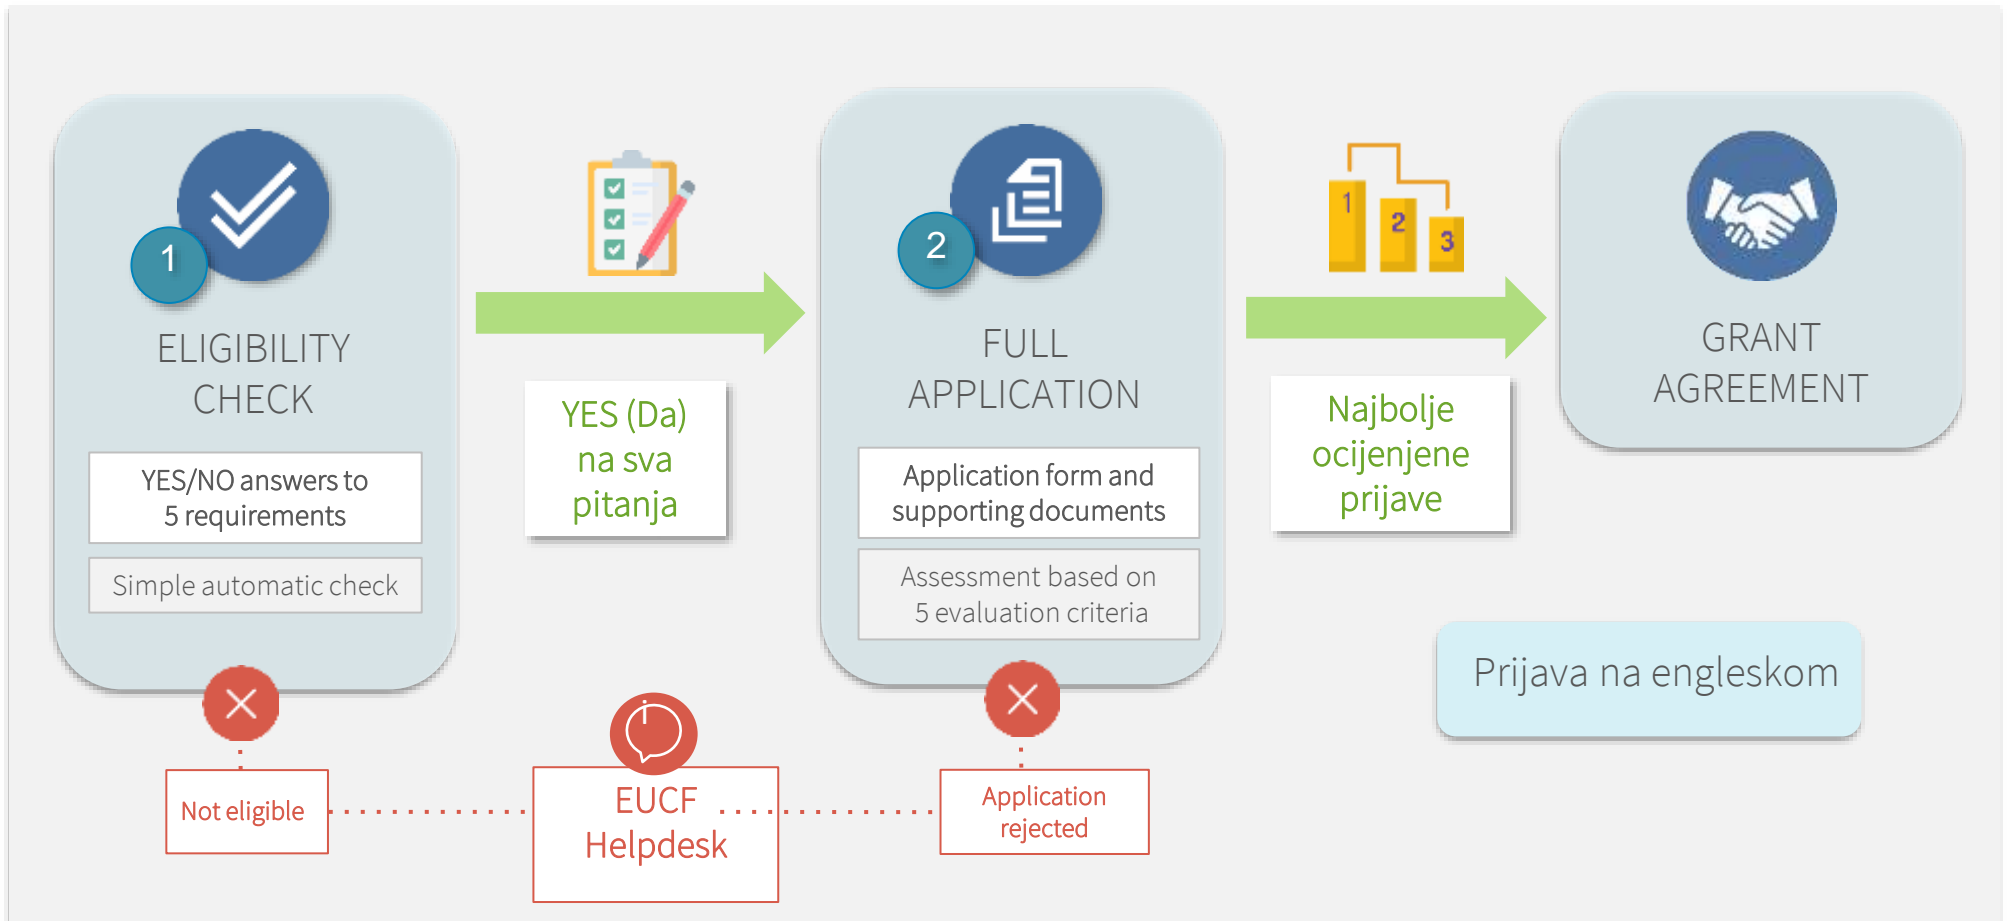 1
ELIGIBILITY
CHECK
YES/NO answers to
5 requirements
Simple automatic check
YES (Da)
na sva
pitanja
2
FULL
APPLICATION
Application form and
supporting documents
Assessment based on
5 evaluation criteria
1
2
3
Najbolje
ocijenjene
prijave
GRANT
AGREEMENT
Prijava na engleskom
Not eligible
i
EUCF
Helpdesk
Application
rejected